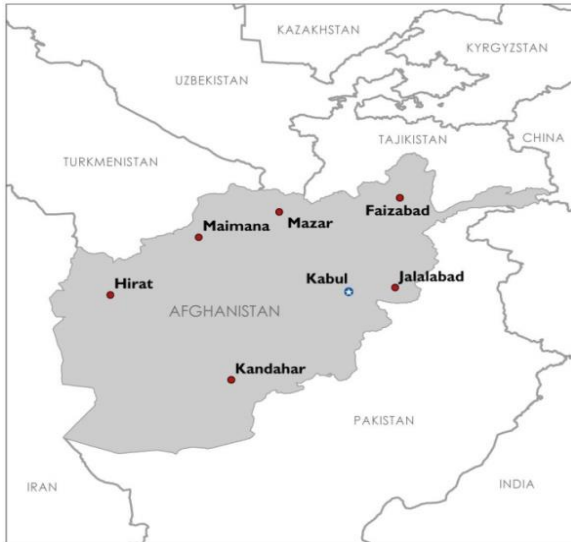 KAZAKHSTAN
KYRGYZSTAN
UZBEKISTAN
TAJIKISTAN
CHINA
TURKMENISTAN
Faizabad
Mazar
Maimana
Hirat
Kabul
Jalalabad
AFGHANISTAN
Kandahar
PAKISTAN
IRAN
INDIA